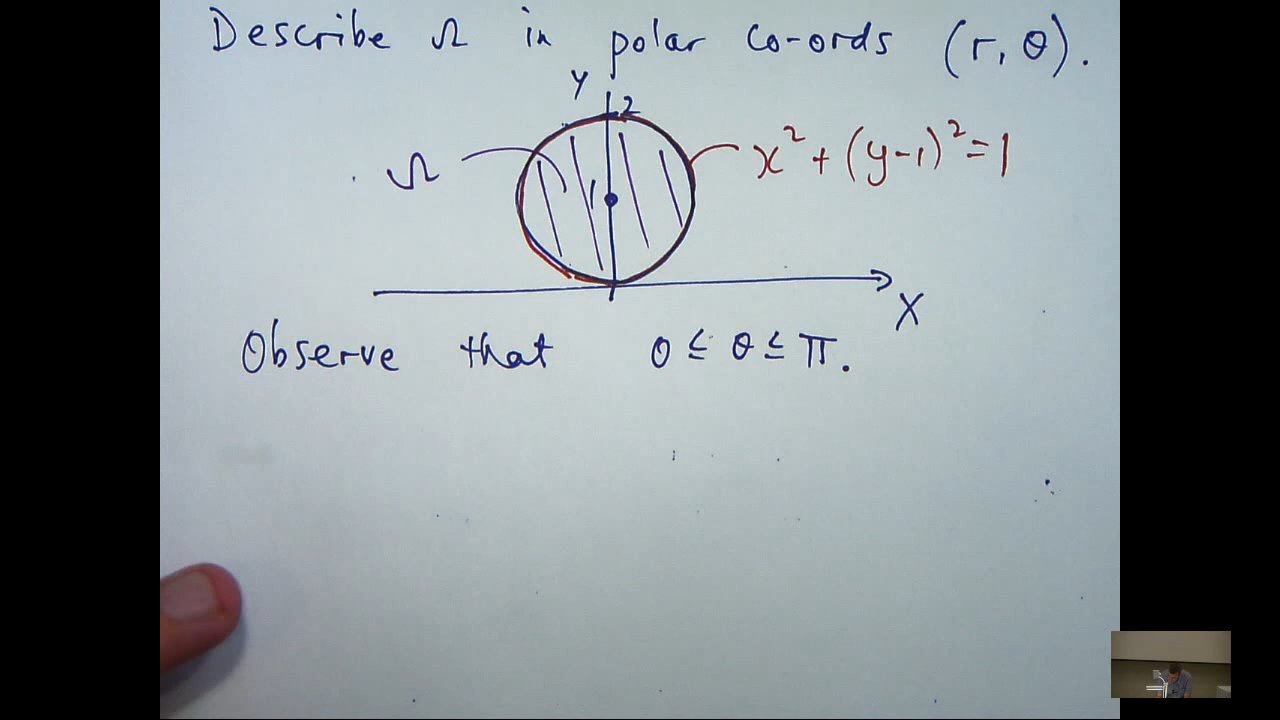 Describe Ω in polar co-ords (r, θ).
y
2
Ω
x² + (y-1)² = 1
1
X
Observe that 0 ≤ θ ≤ π.